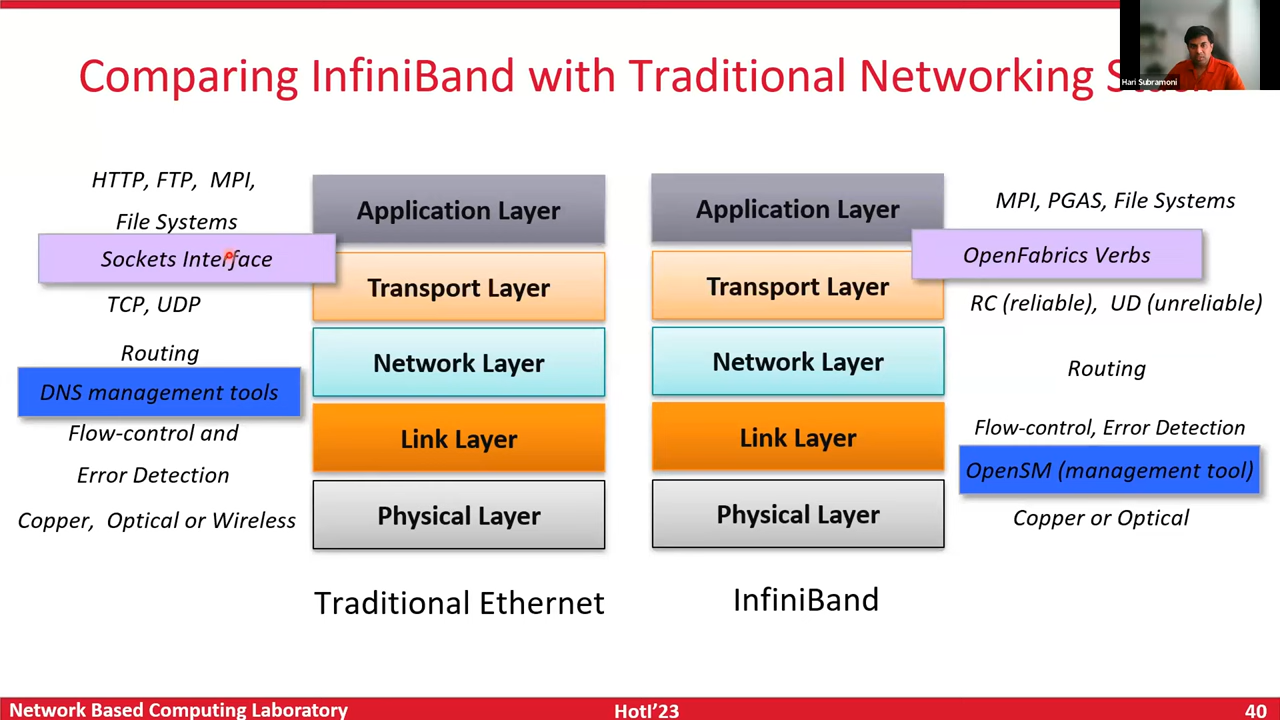 Comparing InfiniBand with Traditional Networking
Hari Subramoni
HTTP, FTP, MPI,
File Systems
Sockets Interface
TCP, UDP
Routing
DNS management tools
Flow-control and
Error Detection
Copper, Optical or Wireless
Application Layer
Transport Layer
Network Layer
Link Layer
Physical Layer
Traditional Ethernet
Application Layer
Transport Layer
Network Layer
Link Layer
Physical Layer
InfiniBand
MPI, PGAS, File Systems
OpenFabrics Verbs
RC (reliable), UD (unreliable)
Routing
Flow-control, Error Detection
OpenSM (management tool)
Copper or Optical
Network Based Computing Laboratory
HotI'23
40